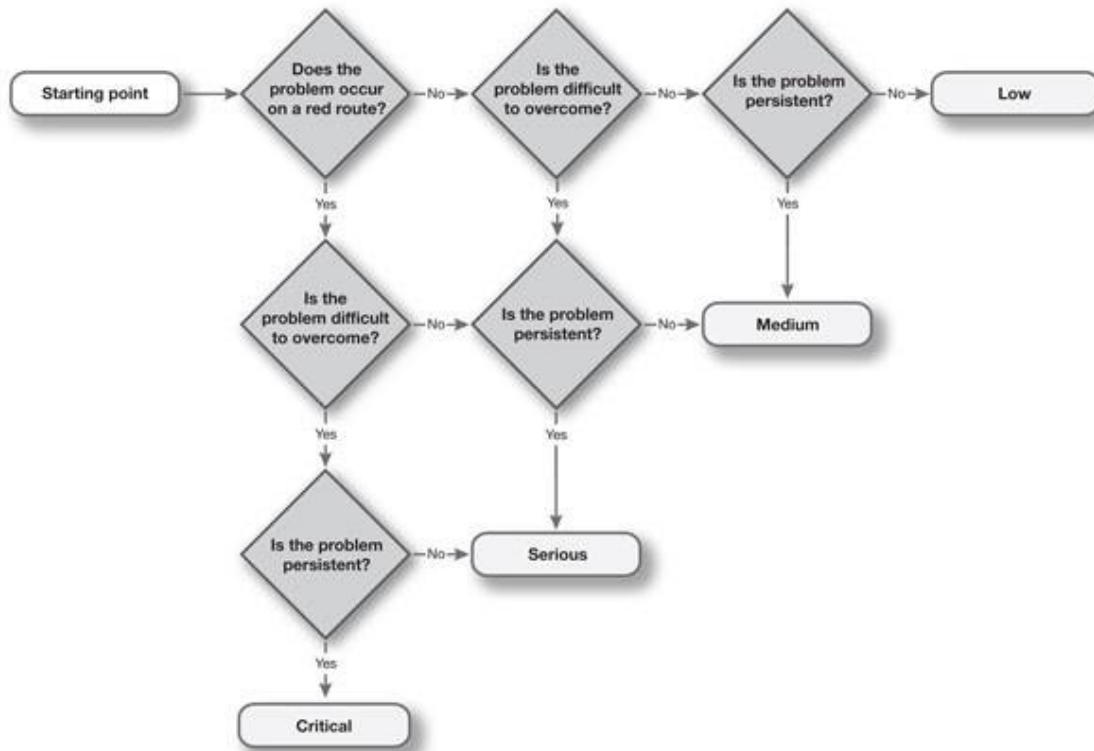 Starting point
Does the
problem occur
on a red route?
No
Is the
problem difficult
to overcome?
No
Is the problem
persistent?
No
Low
Yes
Yes
Yes
Is the
problem difficult
to overcome?
No
Is the problem
persistent?
No
Medium
Yes
Yes
Is the problem
persistent?
No
Serious
Yes
Critical